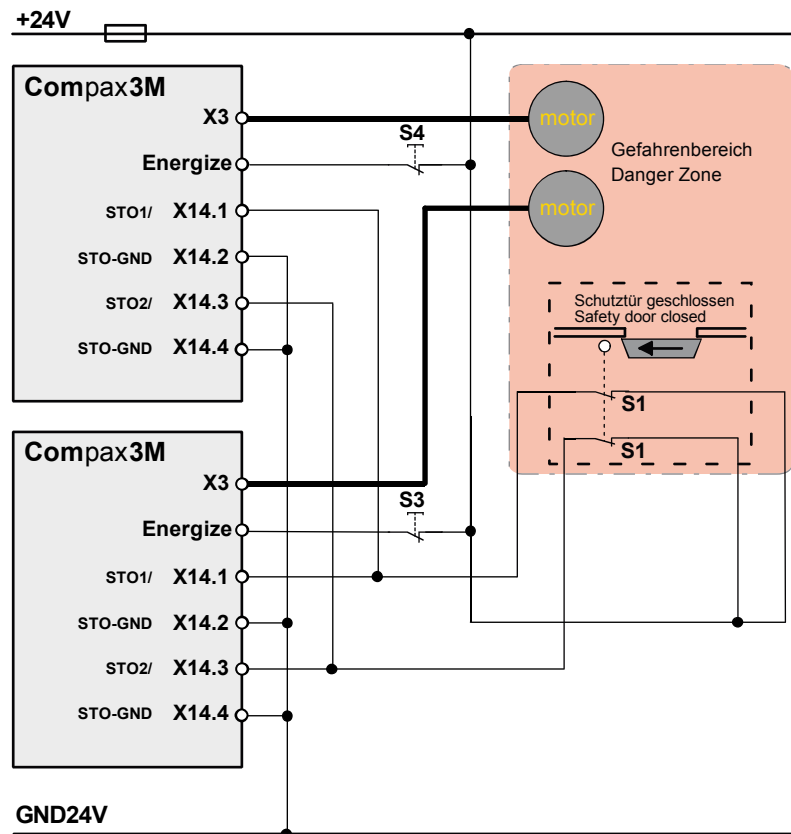 +24V
Compax3M
X3
Energize
STO1/ X14.1
STO-GND X14.2
STO2/ X14.3
STO-GND X14.4
S4
motor
motor
Gefahrenbereich
Danger Zone
Schutztür geschlossen
Safety door closed
S1
S1
Compax3M
X3
Energize
STO1/ X14.1
STO-GND X14.2
STO2/ X14.3
STO-GND X14.4
S3
GND24V